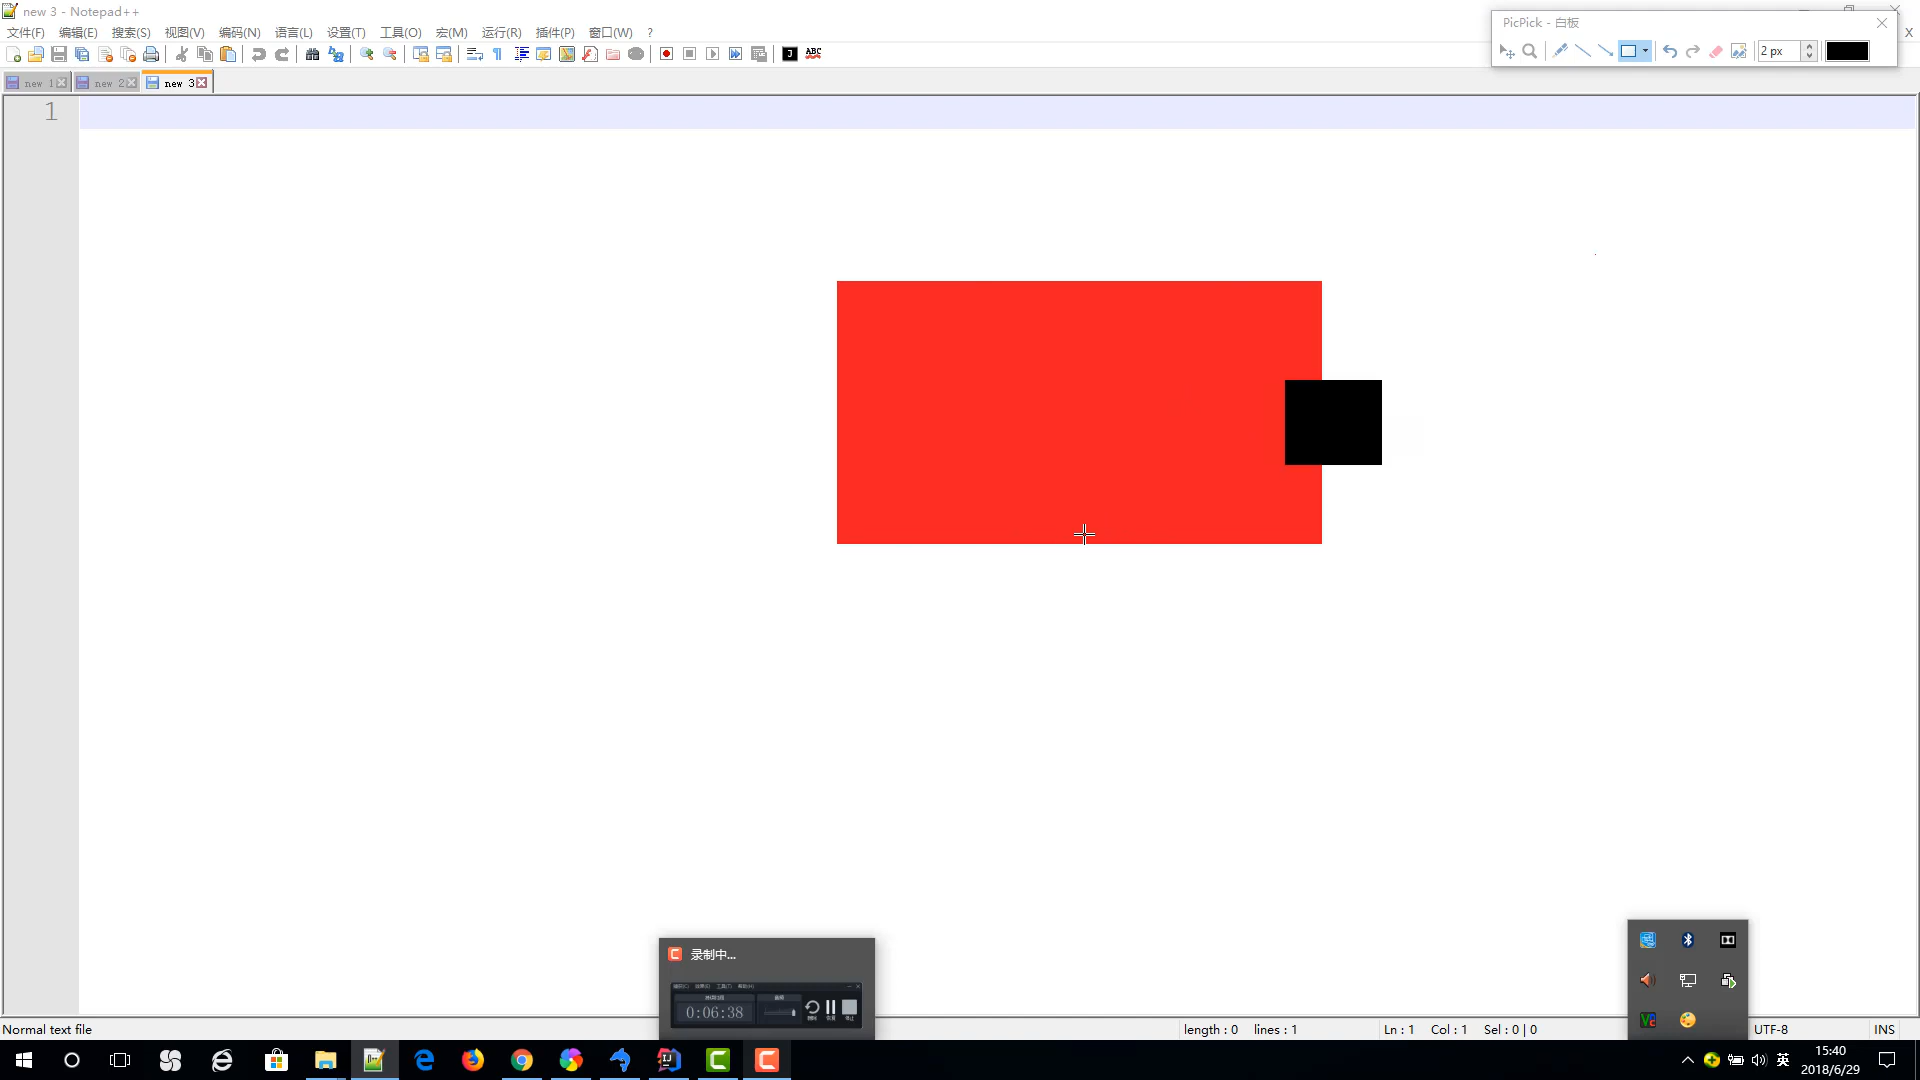 new 3 - Notepad++
PicPick - 白板
文件(F) 编辑(E) 搜索(S) 视图(V) 编码(N) 语言(L) 设置(T) 工具(O) 宏(M) 运行(R) 插件(P) 窗口(W) ?
X
2 px
ABC
new 1 new 2 new 3
1
录制中...
0:06:38
Normal text file
length : 0 lines : 1
Ln : 1 Col : 1 Sel : 0 | 0
UTF-8
INS
英
15:40
2018/6/29